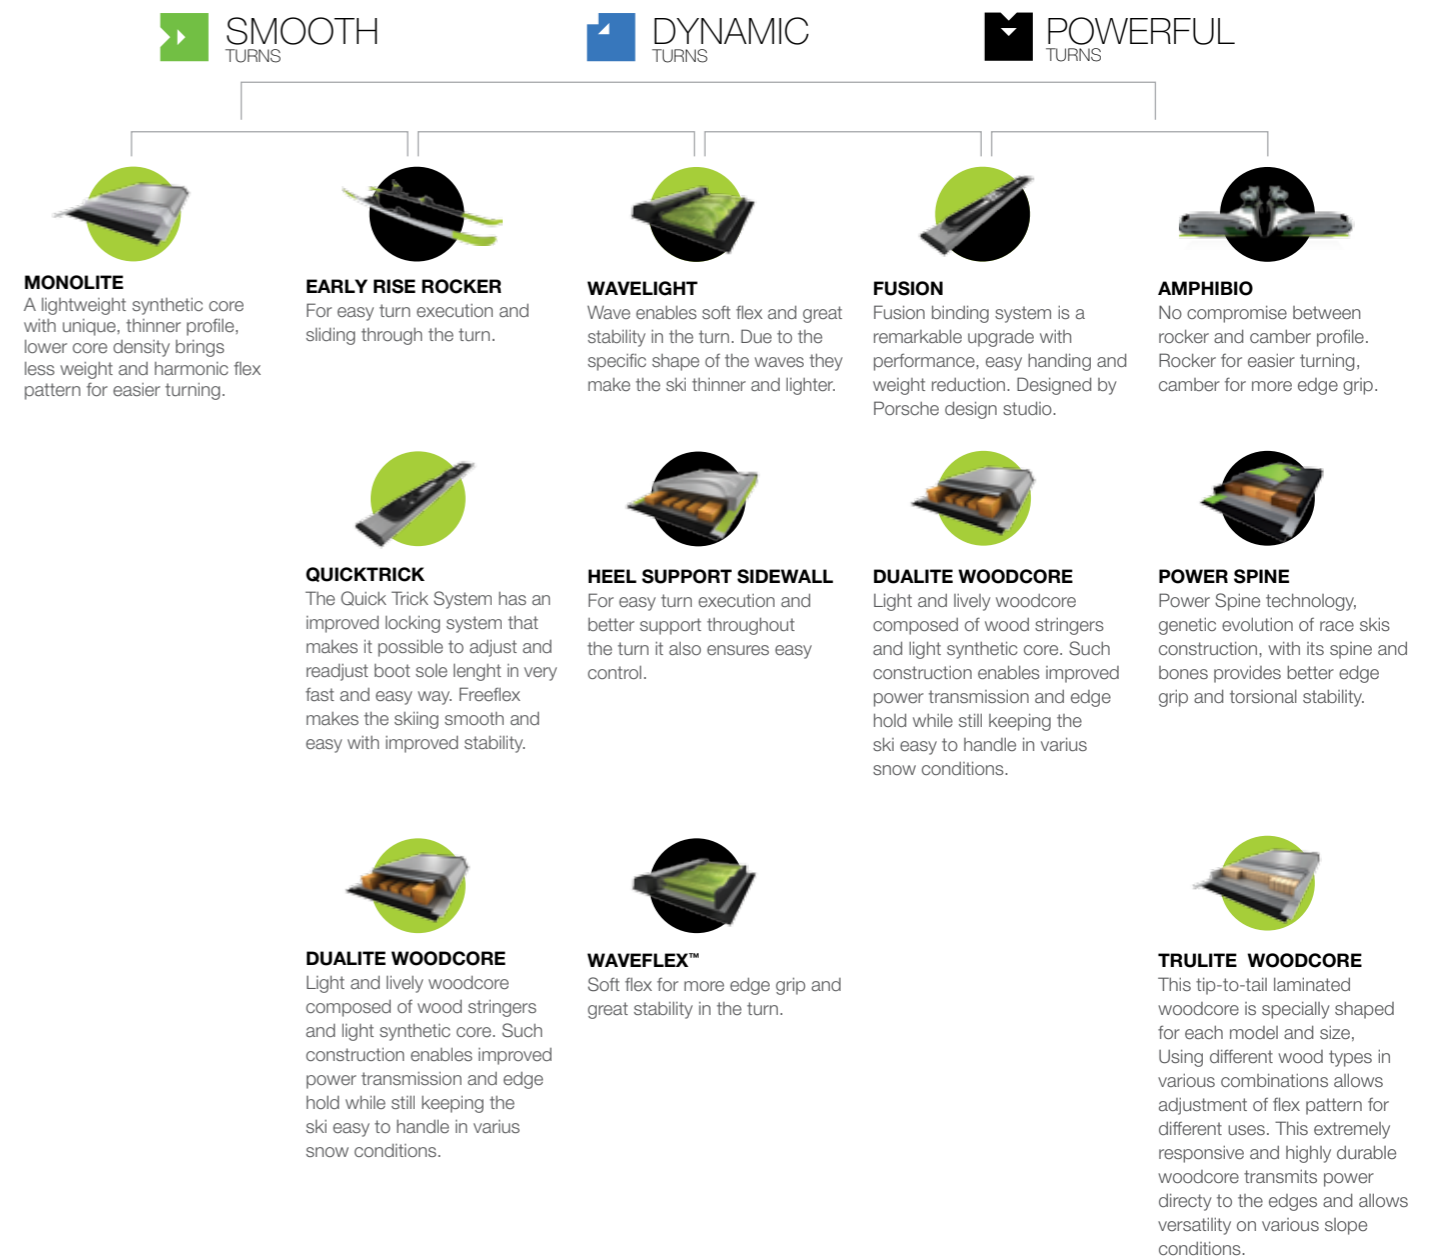 SMOOTH
TURNS
DYNAMIC
TURNS
POWERFUL
TURNS
MONOLITE
A lightweight synthetic core
with unique, thinner profile,
lower core density brings
less weight and harmonic flex
pattern for easier turning.
EARLY RISE ROCKER
For easy turn execution and
sliding through the turn.
WAVELIGHT
Wave enables soft flex and great
stability in the turn. Due to the
specific shape of the waves they
make the ski thinner and lighter.
FUSION
Fusion binding system is a
remarkable upgrade with
performance, easy handing and
weight reduction. Designed by
Porsche design studio.
AMPHIBIO
No compromise between
rocker and camber profile.
Rocker for easier turning,
camber for more edge grip.
QUICKTRICK
The Quick Trick System has an
improved locking system that
makes it possible to adjust and
readjust boot sole lenght in very
fast and easy way. Freeflex
makes the skiing smooth and
easy with improved stability.
HEEL SUPPORT SIDEWALL
For easy turn execution and
better support throughout
the turn it also ensures easy
control.
DUALITE WOODCORE
Light and lively woodcore
composed of wood stringers
and light synthetic core. Such
construction enables improved
power transmission and edge
hold while still keeping the
ski easy to handle in varius
snow conditions.
POWER SPINE
Power Spine technology,
genetic evolution of race skis
construction, with its spine and
bones provides better edge
grip and torsional stability.
DUALITE WOODCORE
Light and lively woodcore
composed of wood stringers
and light synthetic core. Such
construction enables improved
power transmission and edge
hold while still keeping the
ski easy to handle in varius
snow conditions.
WAVEFLEX™
Soft flex for more edge grip and
great stability in the turn.
TRULITE WOODCORE
This tip-to-tail laminated
woodcore is specially shaped
for each model and size,
Using different wood types in
various combinations allows
adjustment of flex pattern for
different uses. This extremely
responsive and highly durable
woodcore transmits power
directy to the edges and allows
versatility on various slope
conditions.